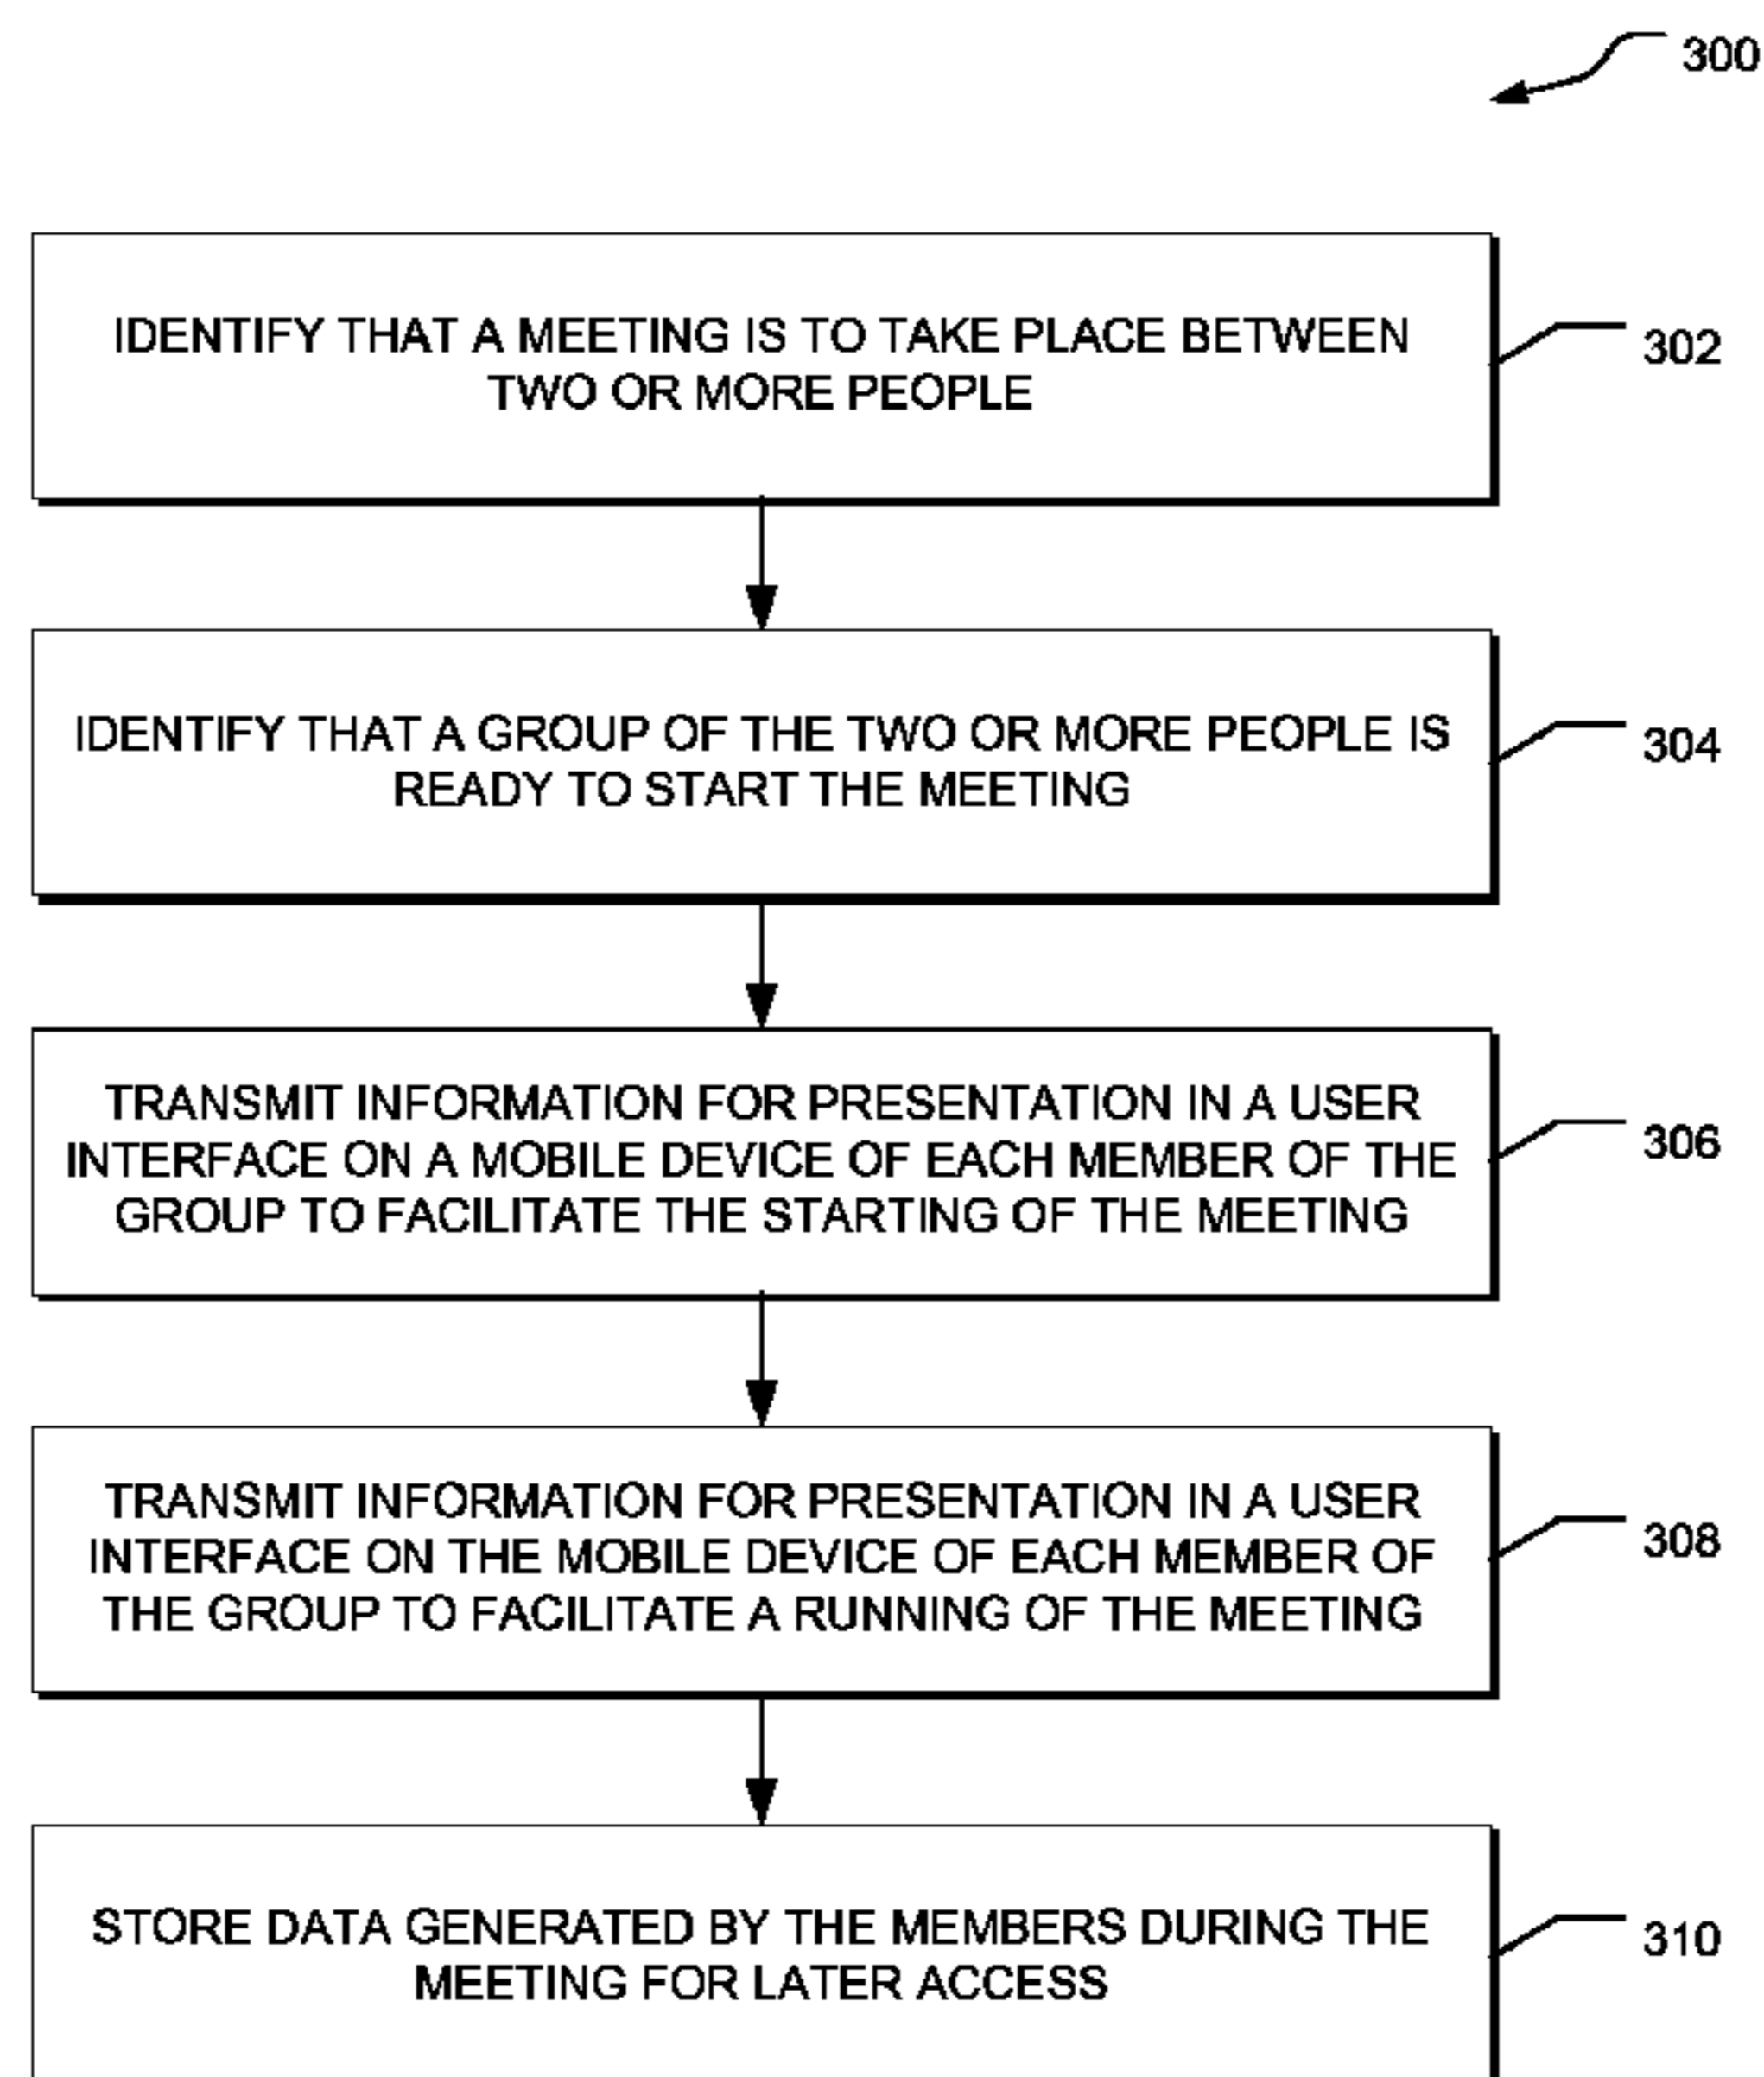 300
IDENTIFY THAT A MEETING IS TO TAKE PLACE BETWEEN
TWO OR MORE PEOPLE
302
IDENTIFY THAT A GROUP OF THE TWO OR MORE PEOPLE IS
READY TO START THE MEETING
304
TRANSMIT INFORMATION FOR PRESENTATION IN A USER
INTERFACE ON A MOBILE DEVICE OF EACH MEMBER OF THE
GROUP TO FACILITATE THE STARTING OF THE MEETING
306
TRANSMIT INFORMATION FOR PRESENTATION IN A USER
INTERFACE ON THE MOBILE DEVICE OF EACH MEMBER OF
THE GROUP TO FACILITATE A RUNNING OF THE MEETING
308
STORE DATA GENERATED BY THE MEMBERS DURING THE
MEETING FOR LATER ACCESS
310